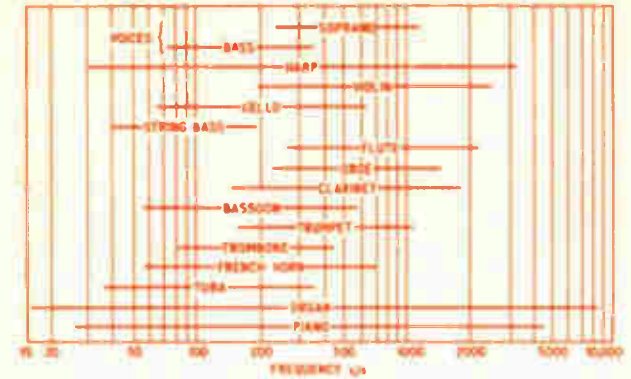 SOPRANO
VOICES
BASS
HARP
VIOLIN
CELLO
STRING BASS
FLUTE
OBOE
CLARINET
BASSOON
TRUMPET
TROMBONE
FRENCH HORN
TUBA
ORGAN
PIANO
20 50 100 200 500 1000 2000 5000 10,000
FREQUENCY c/s